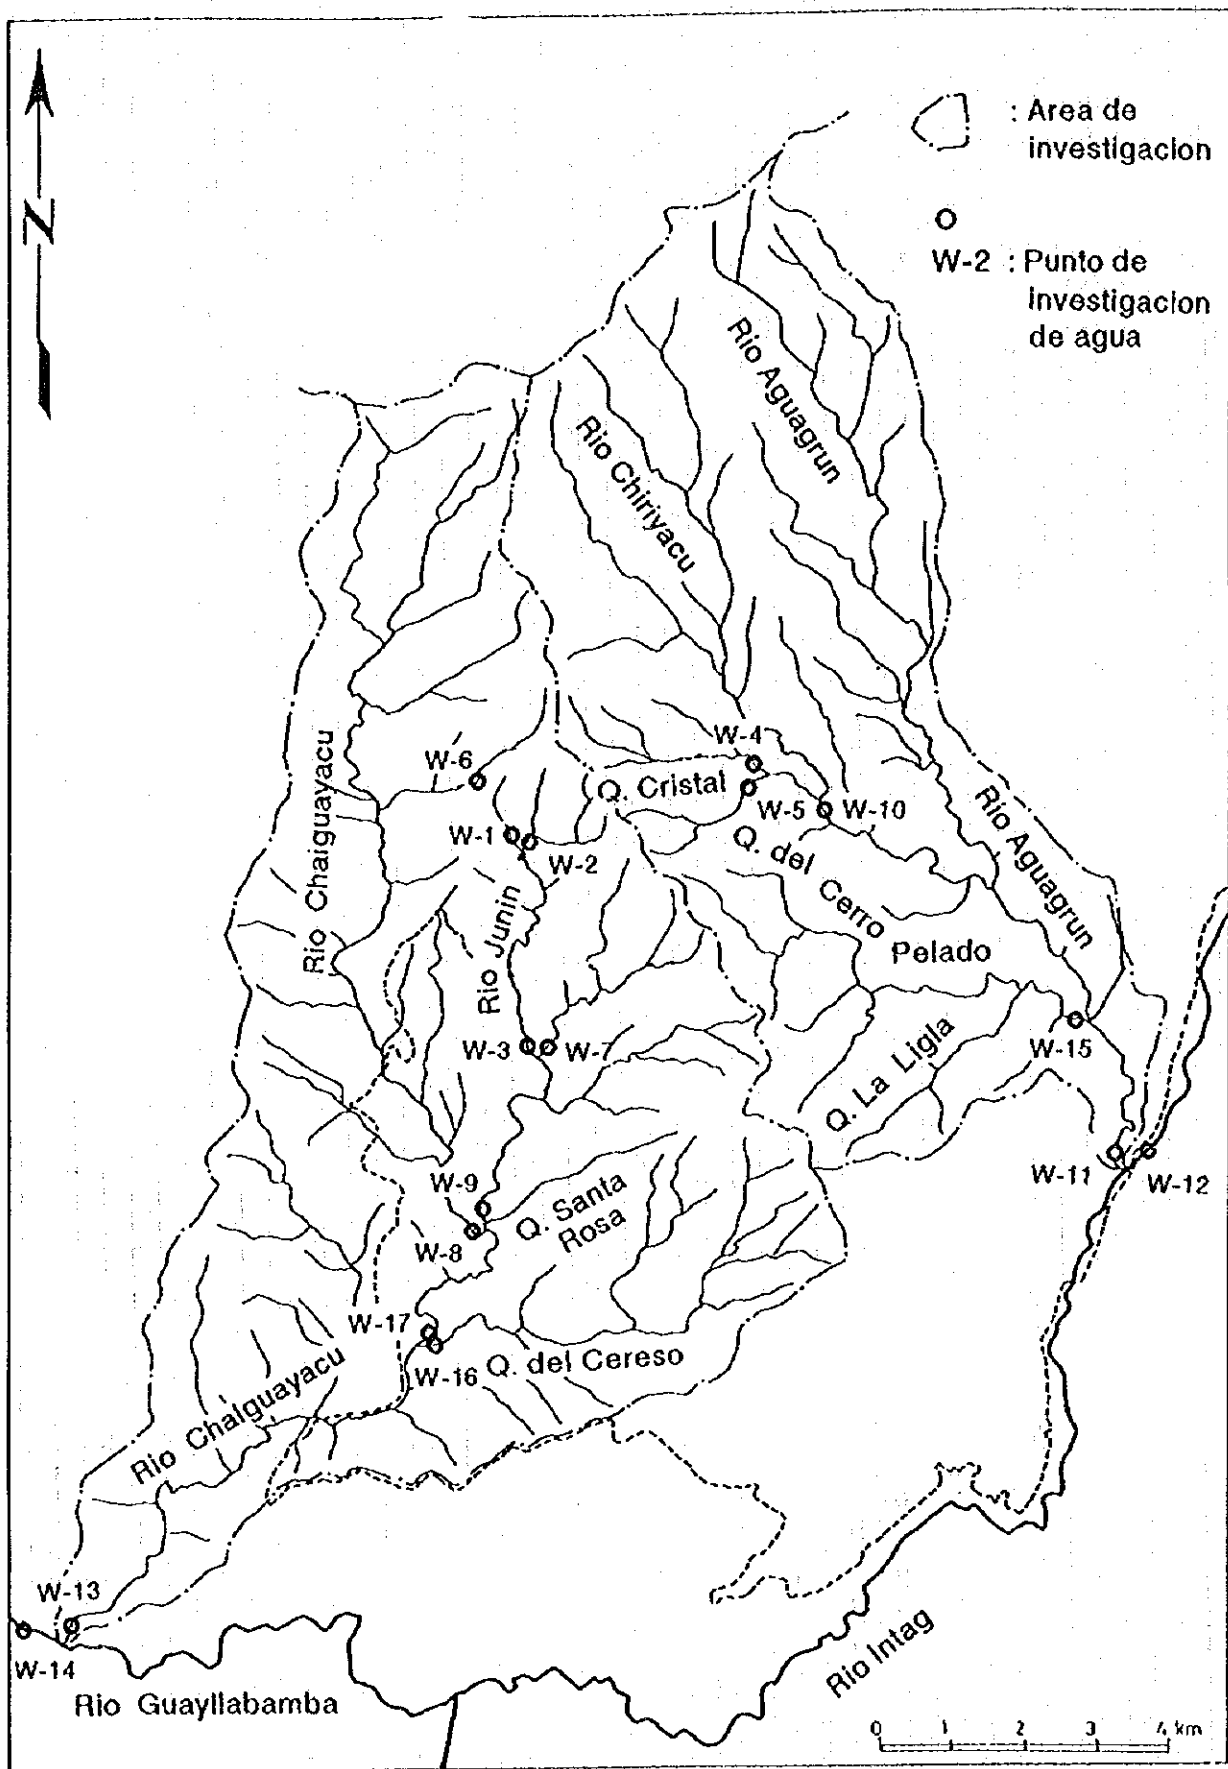 N
: Area de
investigacion
W-2 : Punto de
investigacion
de agua
Rio Aguagrun
Rio Chiriyacu
W-4
W-6
Q. Cristal
W-5
W-10
W-1
W-2
Q. del Cerro
Pelado
Rio Aguagrun
Rio Chaiguayacu
Rio Junin
W-3
W-7
W-15
Q. La Ligla
W-11
W-12
W-9
Q. Santa
Rosa
W-8
W-17
W-16
Q. del Cereso
Rio Chaiguayacu
W-13
W-14
Rio Guayllabamba
Rio Intag
0 1 2 3 4 km